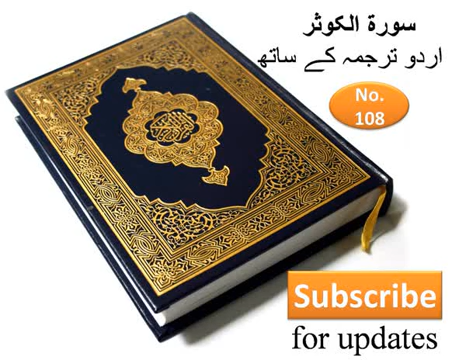 سورة الكوثر
اردو ترجمہ کے ساتھ
No.
108
Subscribe
for updates